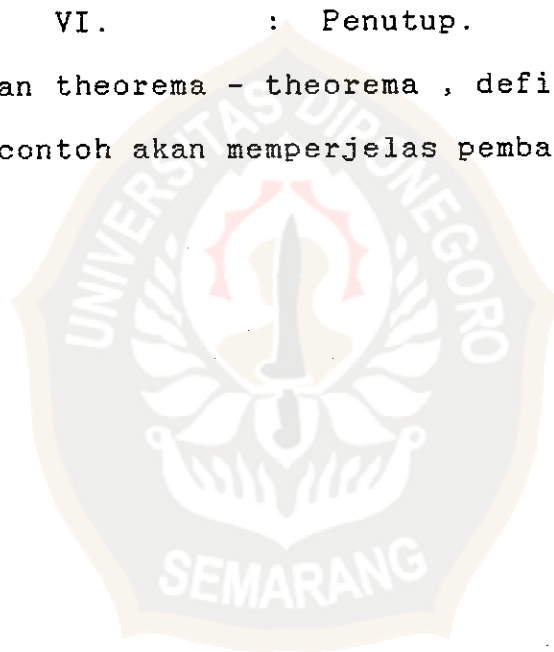 VI. : Penutup.
an theorema - theorema , defi
contoh akan memperjelas pemba
UNIVERSITAS DIPONEGORO
SEMARANG